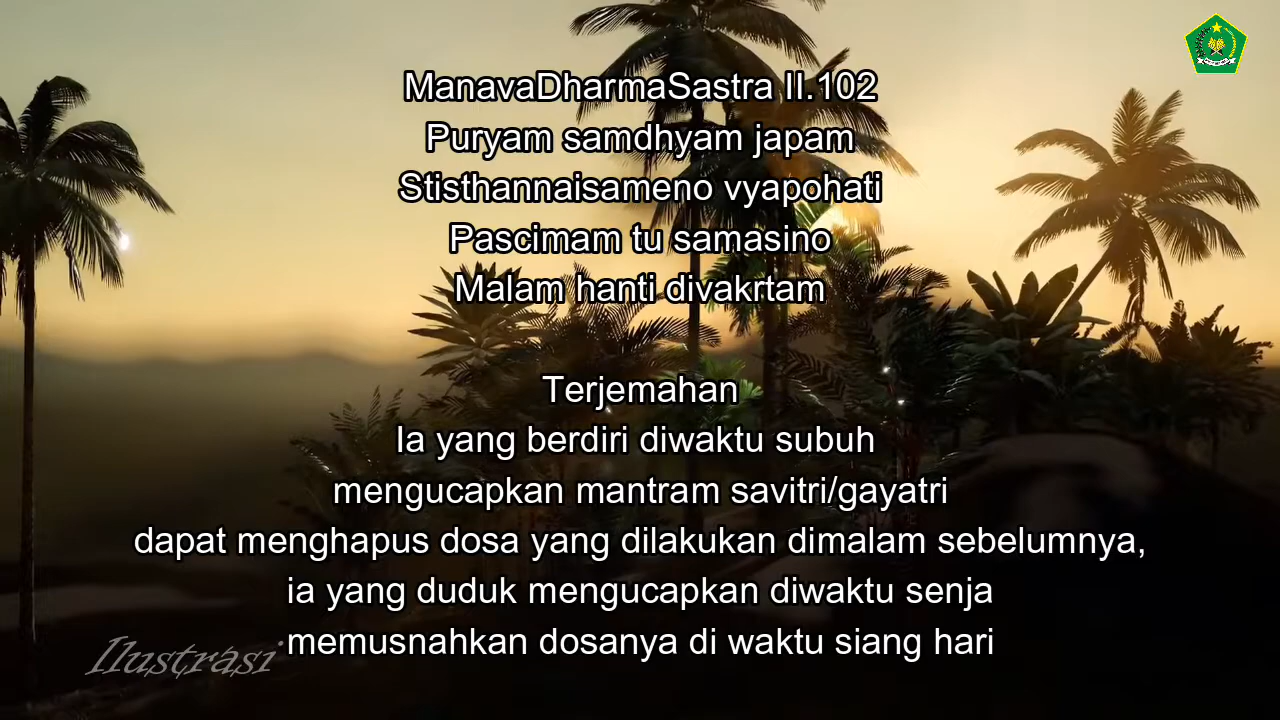 ManavaDharmaSastra II.102
Puryam samdhyam japam
Stisthannaisameno vyapohati
Pascimam tu samasino
Malam hanti divakrtam
Terjemahan
Ia yang berdiri diwaktu subuh
mengucapkan mantram savitri/gayatri
dapat menghapus dosa yang dilakukan dimalam sebelumnya,
ia yang duduk mengucapkan diwaktu senja
memusnahkan dosanya di waktu siang hari
Ilustrasi